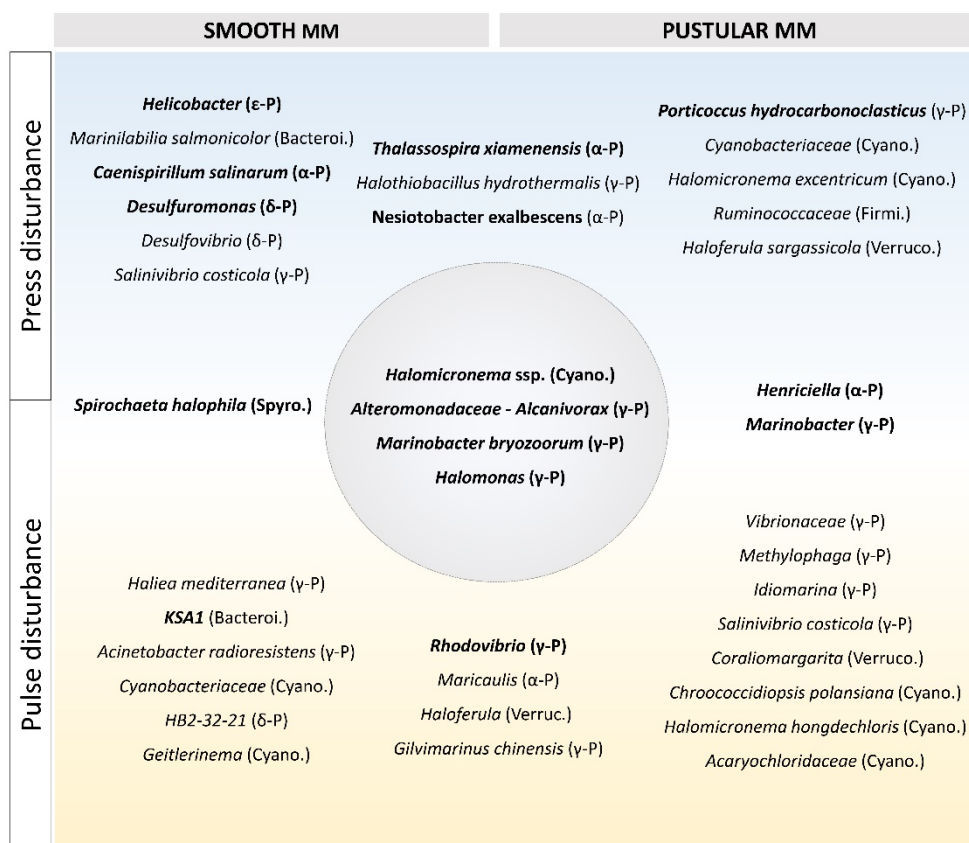 SMOOTH MM
PUSTULAR MM
Press disturbance
Helicobacter (ε-P)
Marinilabilia salmonicolor (Bacteroi.)
Caenispirillum salinarum (α-P)
Desulfuromonas (δ-P)
Desulfovibrio (δ-P)
Salinivibrio costicola (γ-P)
Thalassospira xiamenensis (α-P)
Halothiobacillus hydrothermalis (γ-P)
Nesiotobacter exalbescens (α-P)
Porticoccus hydrocarbonoclasticus (γ-P)
Cyanobacteriaceae (Cyano.)
Halomicronema excentricum (Cyano.)
Ruminococcaceae (Firmi.)
Haloferula sargassicola (Verruco.)
Spirochaeta halophila (Spyro.)
Halomicronema ssp. (Cyano.)
Alteromonadaceae - Alcanivorax (γ-P)
Marinobacter bryozoorum (γ-P)
Halomonas (γ-P)
Henriciella (α-P)
Marinobacter (γ-P)
Pulse disturbance
Haliea mediterranea (γ-P)
KSA1 (Bacteroi.)
Acinetobacter radioresistens (γ-P)
Cyanobacteriaceae (Cyano.)
HB2-32-21 (δ-P)
Geitlerinema (Cyano.)
Rhodovibrio (γ-P)
Maricaulis (α-P)
Haloferula (Verruc.)
Gilvimarinus chinensis (γ-P)
Vibrionaceae (γ-P)
Methylophaga (γ-P)
Idiomarina (γ-P)
Salinivibrio costicola (γ-P)
Coraliomargarita (Verruco.)
Chroococcidiopsis polansiana (Cyano.)
Halomicronema hongdechloris (Cyano.)
Acaryochloridaceae (Cyano.)